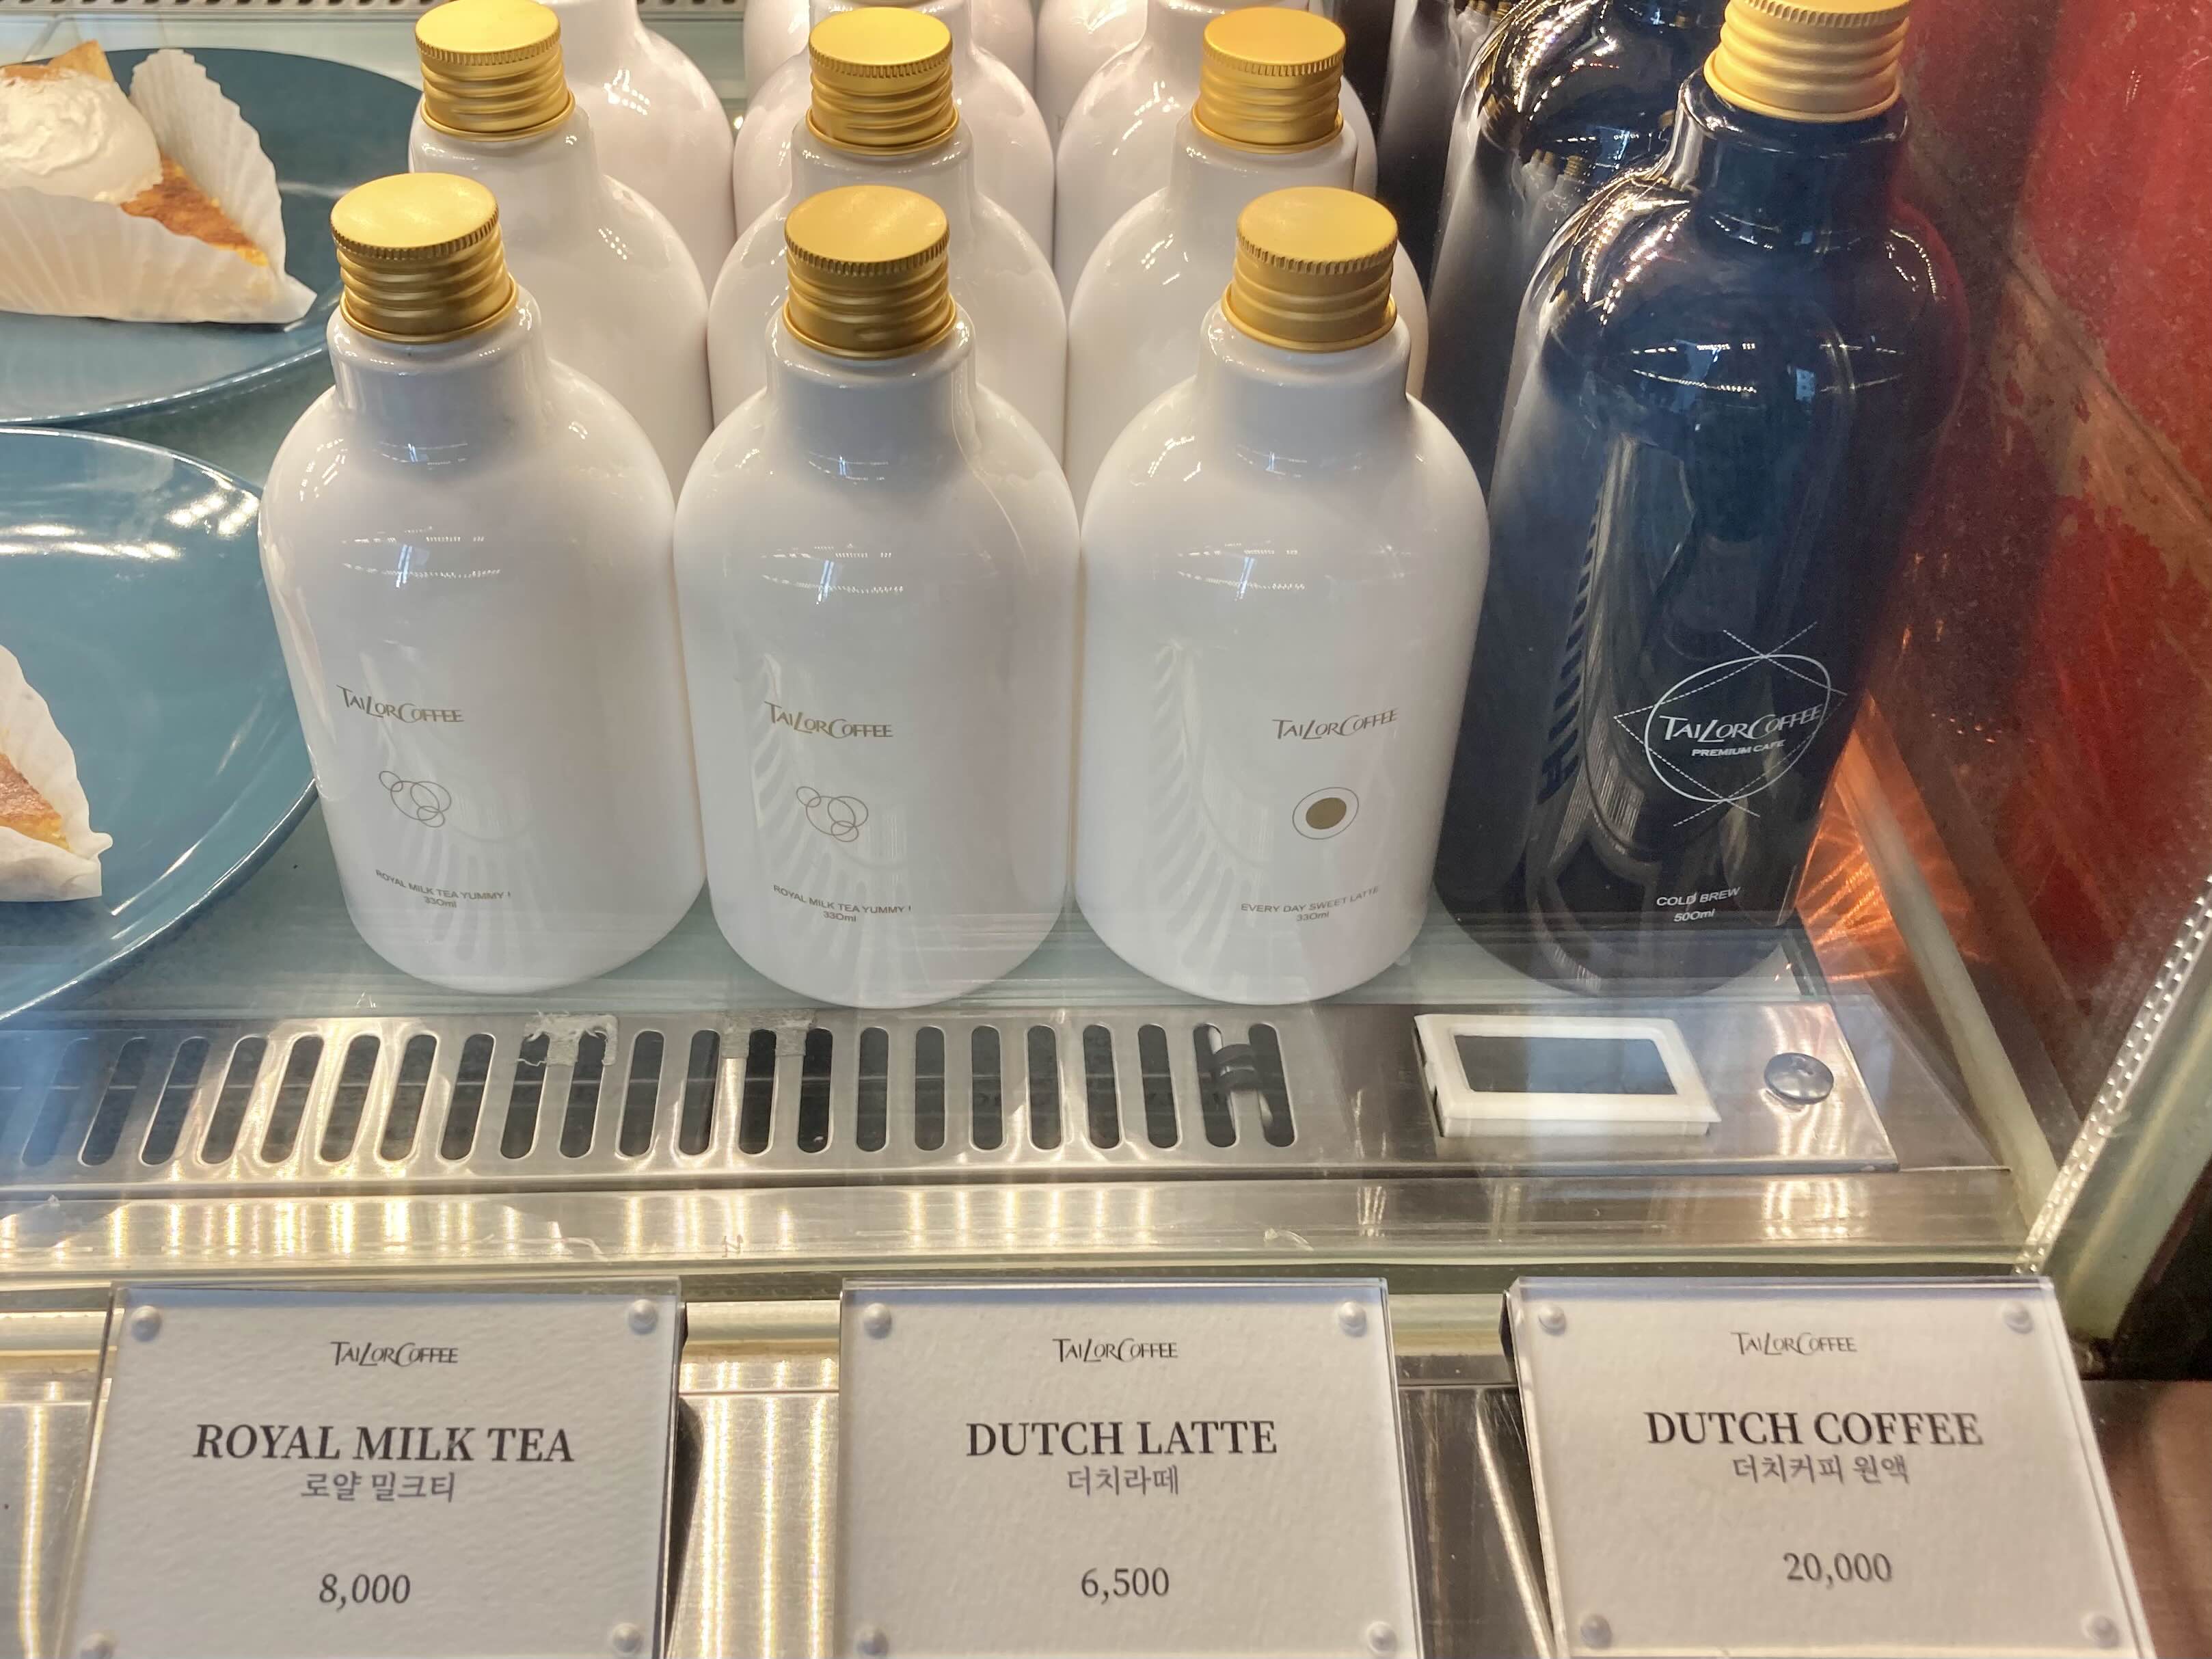 TAILORCOFFEE
ROYAL MILK TEA YUMMY !
330ml
TAILORCOFFEE
ROYAL MILK TEA YUMMY !
330ml
TAILORCOFFEE
EVERY DAY SWEET LATTE
330ml
TAILORCOFFEE
PREMIUM CAFE
COLD BREW
500ml
TAILORCOFFEE
ROYAL MILK TEA
로얄 밀크티
8,000
TAILORCOFFEE
DUTCH LATTE
더치라떼
6,500
TAILORCOFFEE
DUTCH COFFEE
더치커피 원액
20,000